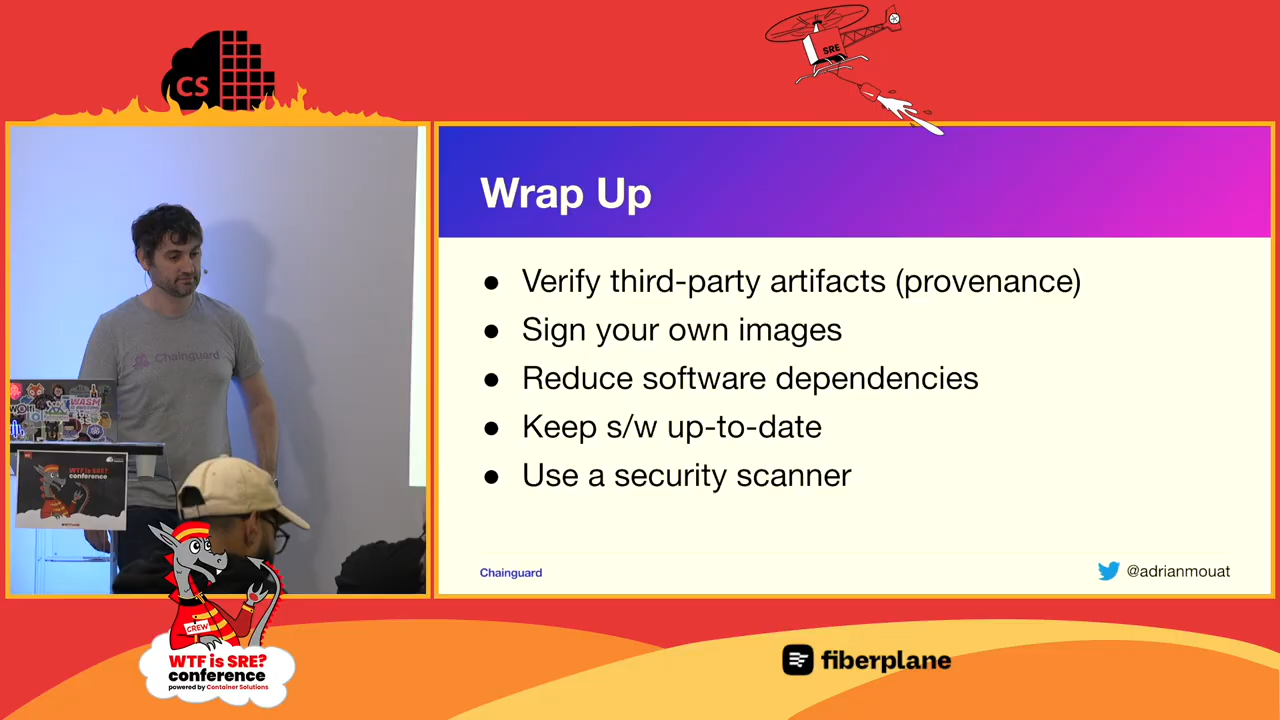 CS
SRE
Wrap Up
● Verify third-party artifacts (provenance)
● Sign your own images
● Reduce software dependencies
● Keep s/w up-to-date
● Use a security scanner
Chainguard
@adrianmouat
Chainguard
WASM
WTF is SRE?
conference
CREW
WTF is SRE?
conference
powered by Container Solutions
fiberplane